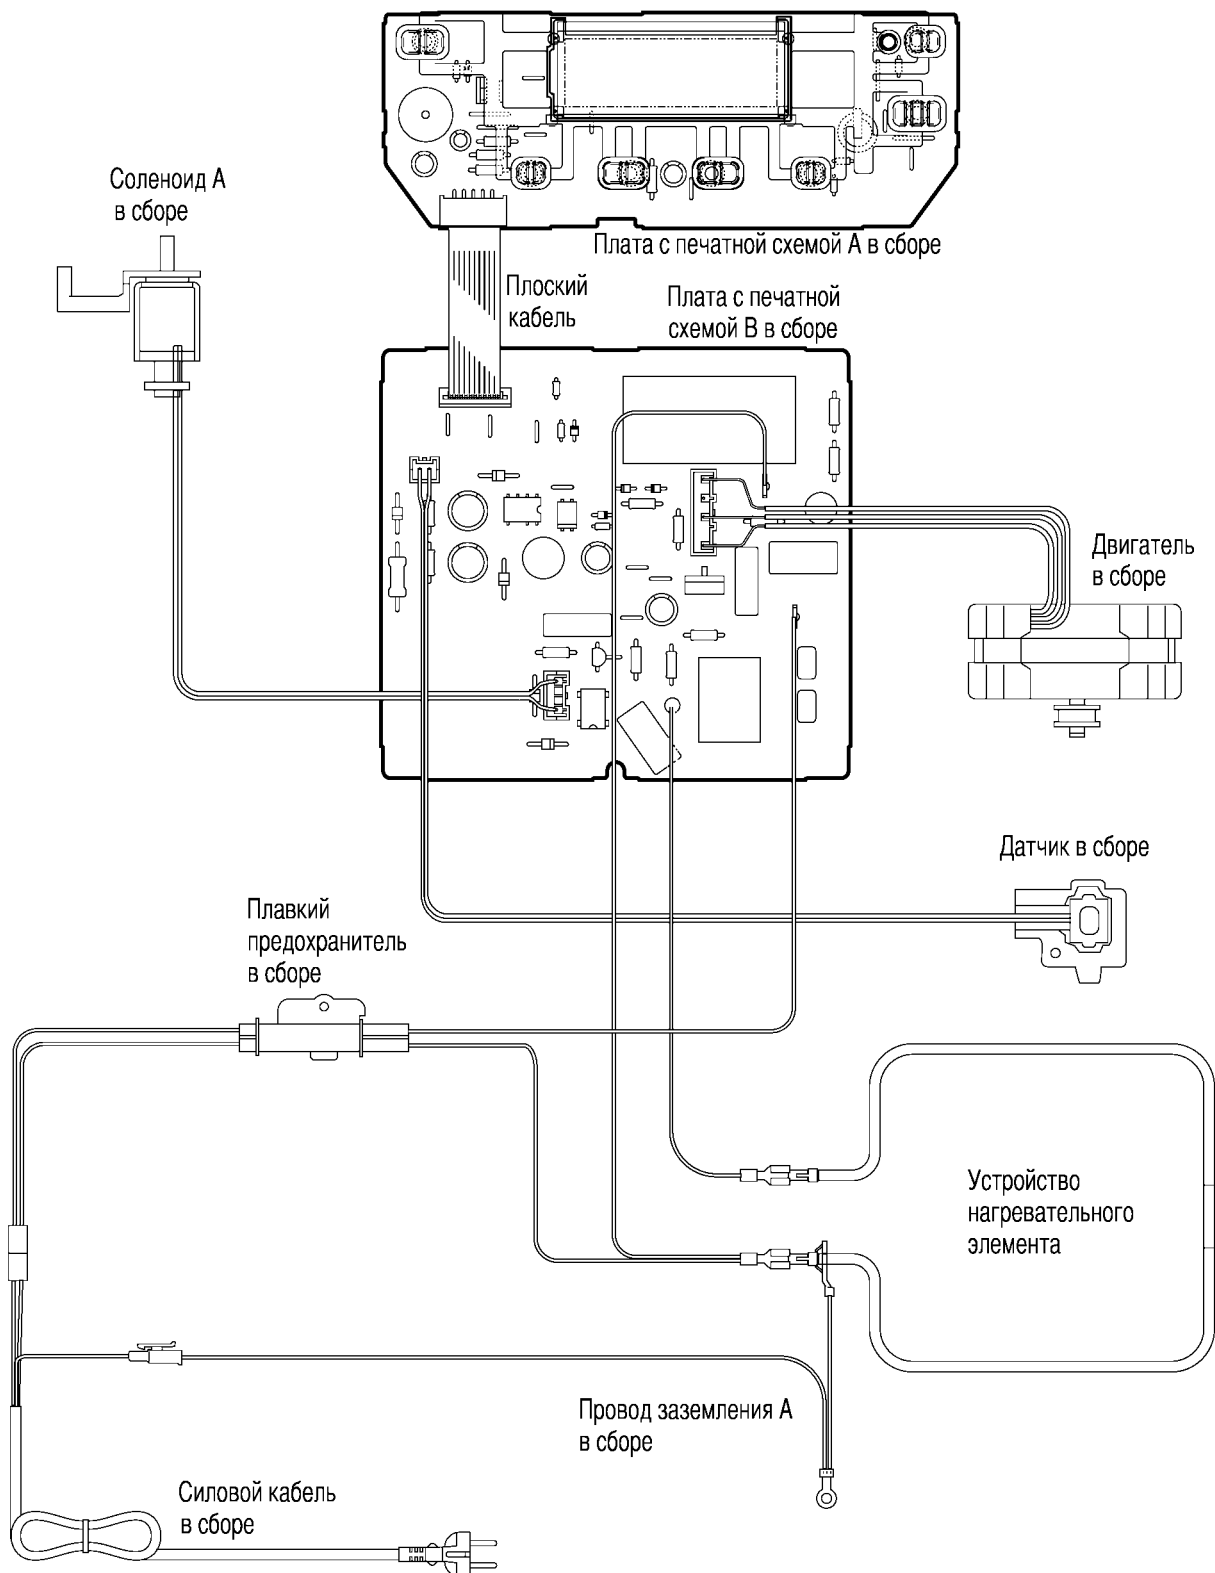 Соленоид А
в сборе
Плата с печатной схемой А в сборе
Плоский
кабель
Плата с печатной
схемой В в сборе
Двигатель
в сборе
Датчик в сборе
Плавкий
предохранитель
в сборе
Устройство
нагревательного
элемента
Провод заземления А
в сборе
Силовой кабель
в сборе